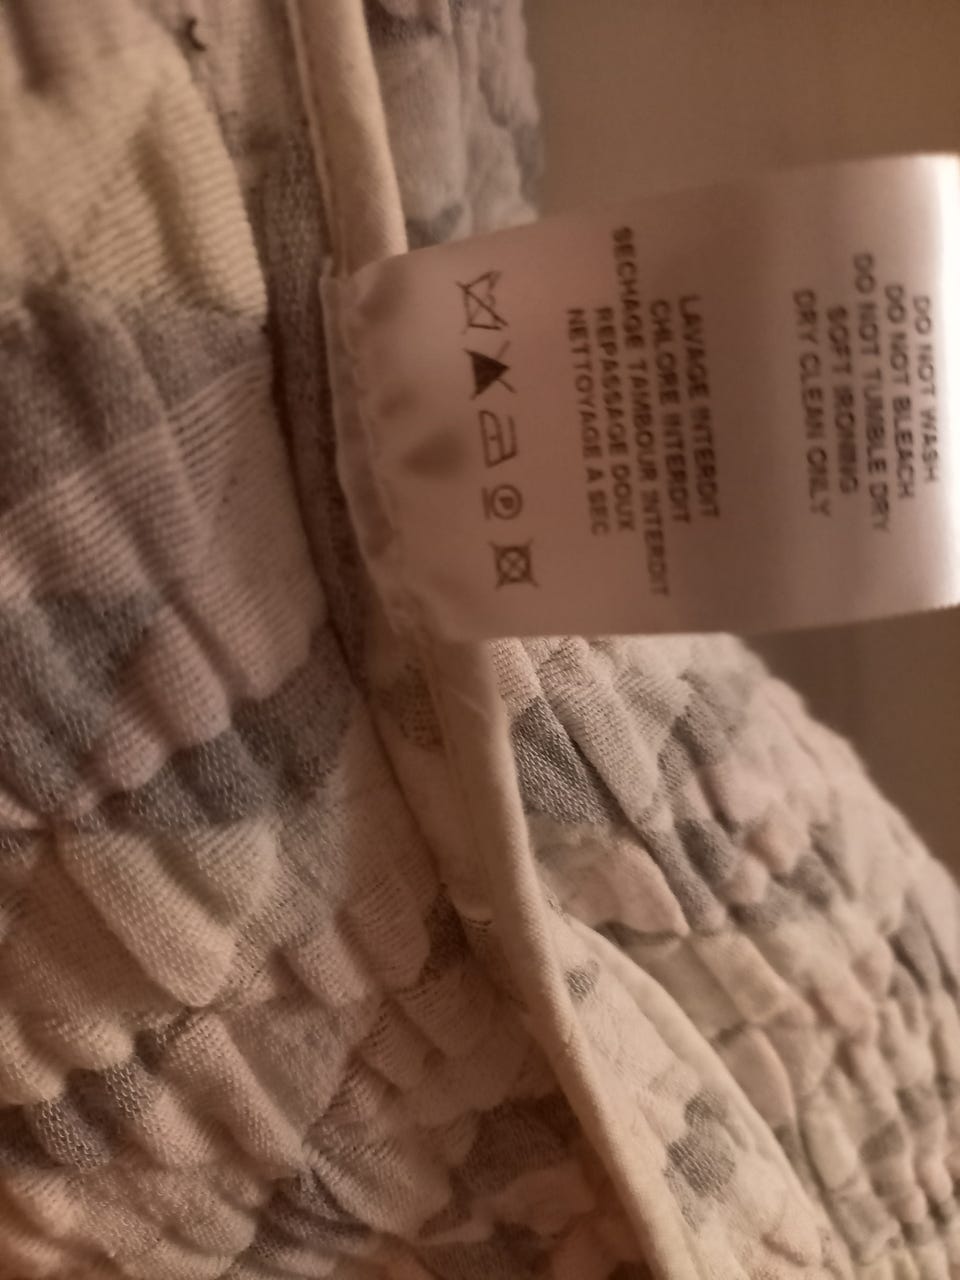 DO NOT WASH
DO NOT BLEACH
DO NOT TUMBLE DRY
SOFT IRONING
DRY CLEAN ONLY
LAVAGE INTERDIT
CHLORE INTERDIT
SECHAGE TAMBOUR INTERDIT
REPASSAGE DOUX
NETTOYAGE A SEC
P